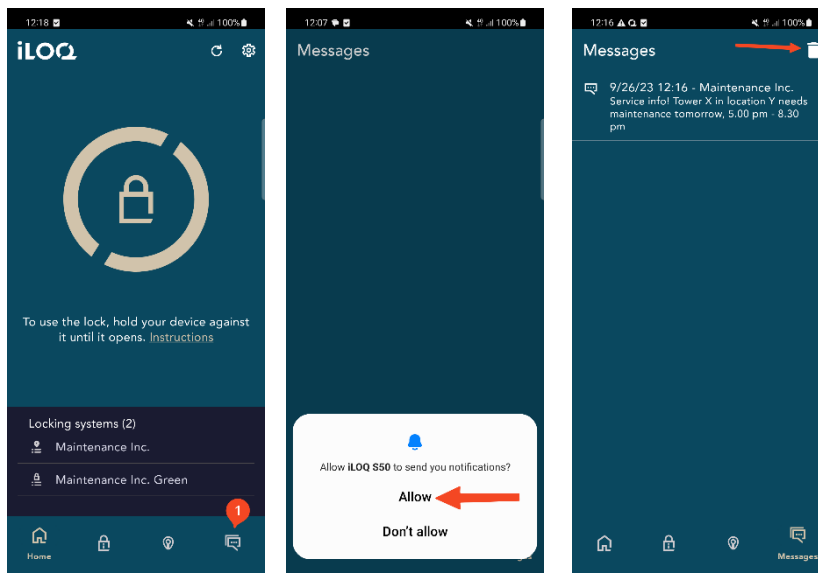 12:18
100%
iLOQ
To use the lock, hold your device against
it until it opens. Instructions
Locking systems (2)
Maintenance Inc.
Maintenance Inc. Green
1
Home
12:07
100%
Messages
Allow iLOQ S50 to send you notifications?
Allow
Don't allow
12:16
100%
Messages
9/26/23 12:16 - Maintenance Inc.
Service info! Tower X in location Y needs
maintenance tomorrow, 5.00 pm - 8.30
pm
Messages